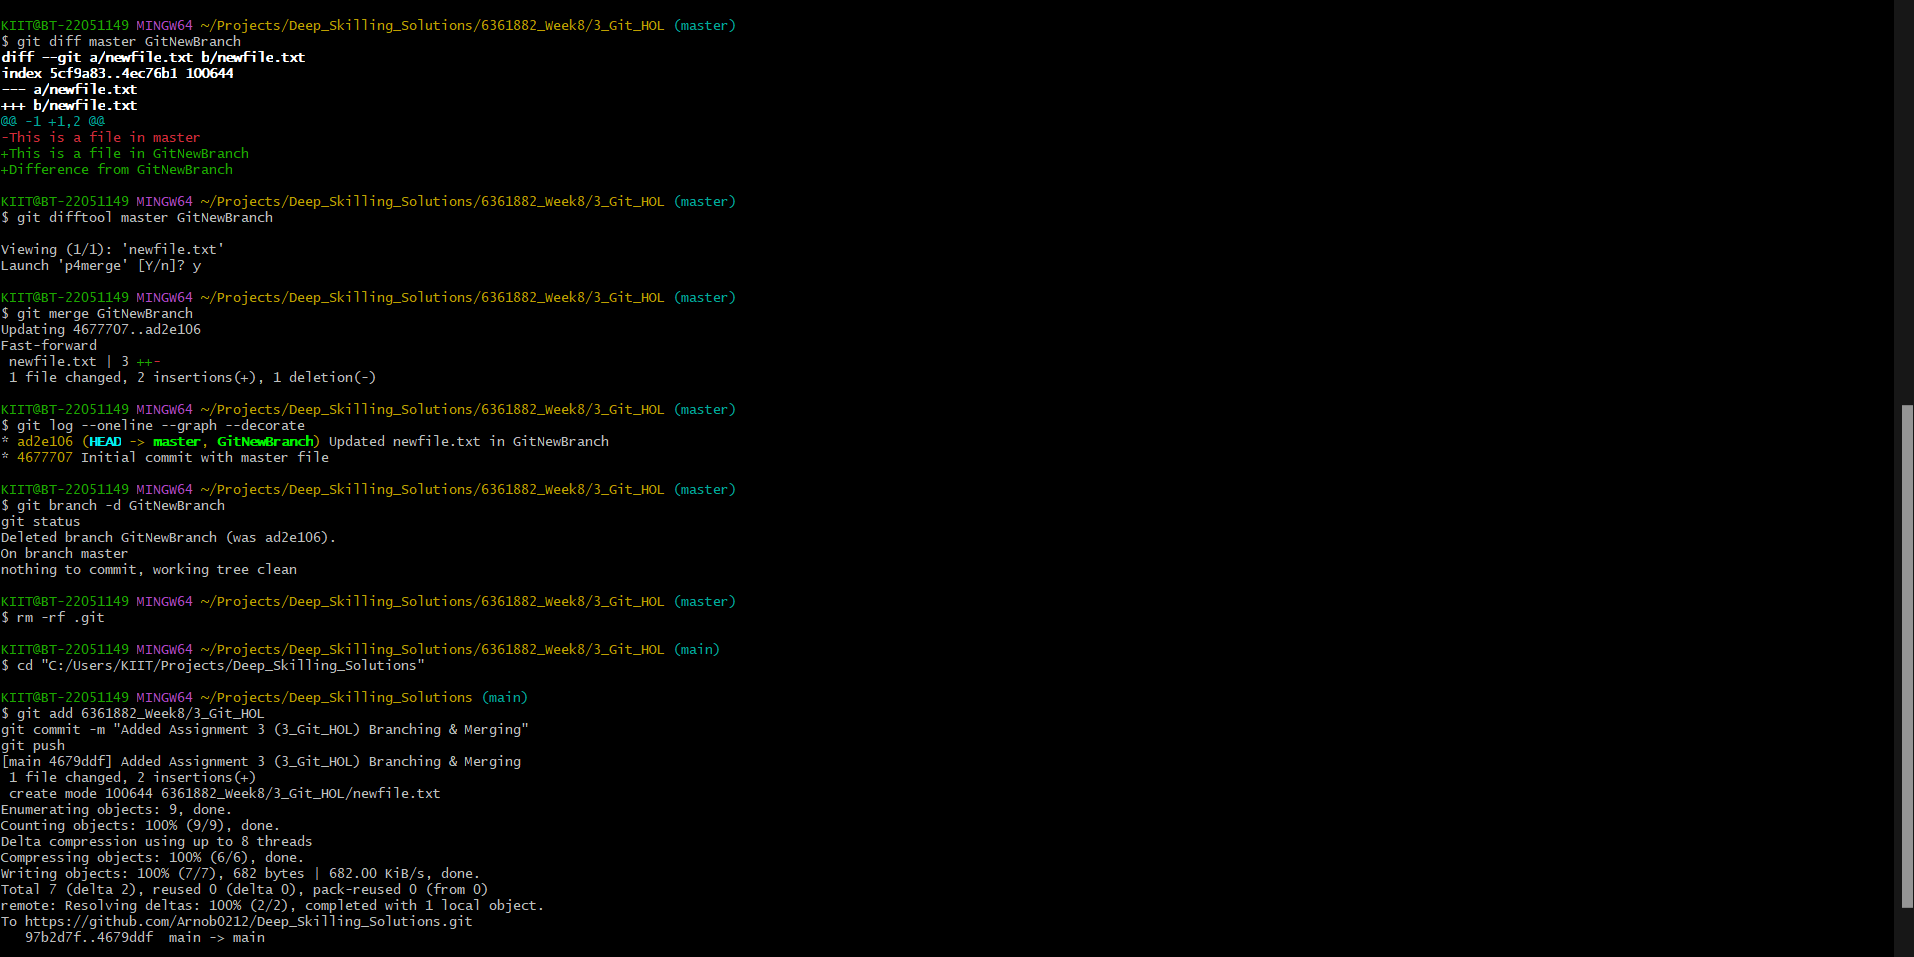 KIIT@BT-22051149 MINGW64 ~/Projects/Deep_Skilling_Solutions/6361882_Week8/3_Git_HOL (master)
$ git diff master GitNewBranch
diff --git a/newfile.txt b/newfile.txt
index 5cf9a83..4ec76b1 100644
--- a/newfile.txt
+++ b/newfile.txt
@@ -1 +1,2 @@
-This is a file in master
+This is a file in GitNewBranch
+Difference from GitNewBranch
KIIT@BT-22051149 MINGW64 ~/Projects/Deep_Skilling_Solutions/6361882_Week8/3_Git_HOL (master)
$ git difftool master GitNewBranch
Viewing (1/1): 'newfile.txt'
Launch 'p4merge' [Y/n]? y
KIIT@BT-22051149 MINGW64 ~/Projects/Deep_Skilling_Solutions/6361882_Week8/3_Git_HOL (master)
$ git merge GitNewBranch
Updating 4677707..ad2e106
Fast-forward
 newfile.txt | 3 ++-
 1 file changed, 2 insertions(+), 1 deletion(-)
KIIT@BT-22051149 MINGW64 ~/Projects/Deep_Skilling_Solutions/6361882_Week8/3_Git_HOL (master)
$ git log --oneline --graph --decorate
* ad2e106 (HEAD -> master, GitNewBranch) Updated newfile.txt in GitNewBranch
* 4677707 Initial commit with master file
KIIT@BT-22051149 MINGW64 ~/Projects/Deep_Skilling_Solutions/6361882_Week8/3_Git_HOL (master)
$ git branch -d GitNewBranch
git status
Deleted branch GitNewBranch (was ad2e106).
On branch master
nothing to commit, working tree clean
KIIT@BT-22051149 MINGW64 ~/Projects/Deep_Skilling_Solutions/6361882_Week8/3_Git_HOL (master)
$ rm -rf .git
KIIT@BT-22051149 MINGW64 ~/Projects/Deep_Skilling_Solutions/6361882_Week8/3_Git_HOL (main)
$ cd "C:/Users/KIIT/Projects/Deep_Skilling_Solutions"
KIIT@BT-22051149 MINGW64 ~/Projects/Deep_Skilling_Solutions (main)
$ git add 6361882_Week8/3_Git_HOL
git commit -m "Added Assignment 3 (3_Git_HOL) Branching & Merging"
git push
[main 4679ddf] Added Assignment 3 (3_Git_HOL) Branching & Merging
 1 file changed, 2 insertions(+)
 create mode 100644 6361882_Week8/3_Git_HOL/newfile.txt
Enumerating objects: 9, done.
Counting objects: 100% (9/9), done.
Delta compression using up to 8 threads
Compressing objects: 100% (6/6), done.
Writing objects: 100% (7/7), 682 bytes | 682.00 KiB/s, done.
Total 7 (delta 2), reused 0 (delta 0), pack-reused 0 (from 0)
remote: Resolving deltas: 100% (2/2), completed with 1 local object.
To https://github.com/Arnob0212/Deep_Skilling_Solutions.git
   97b2d7f..4679ddf  main -> main